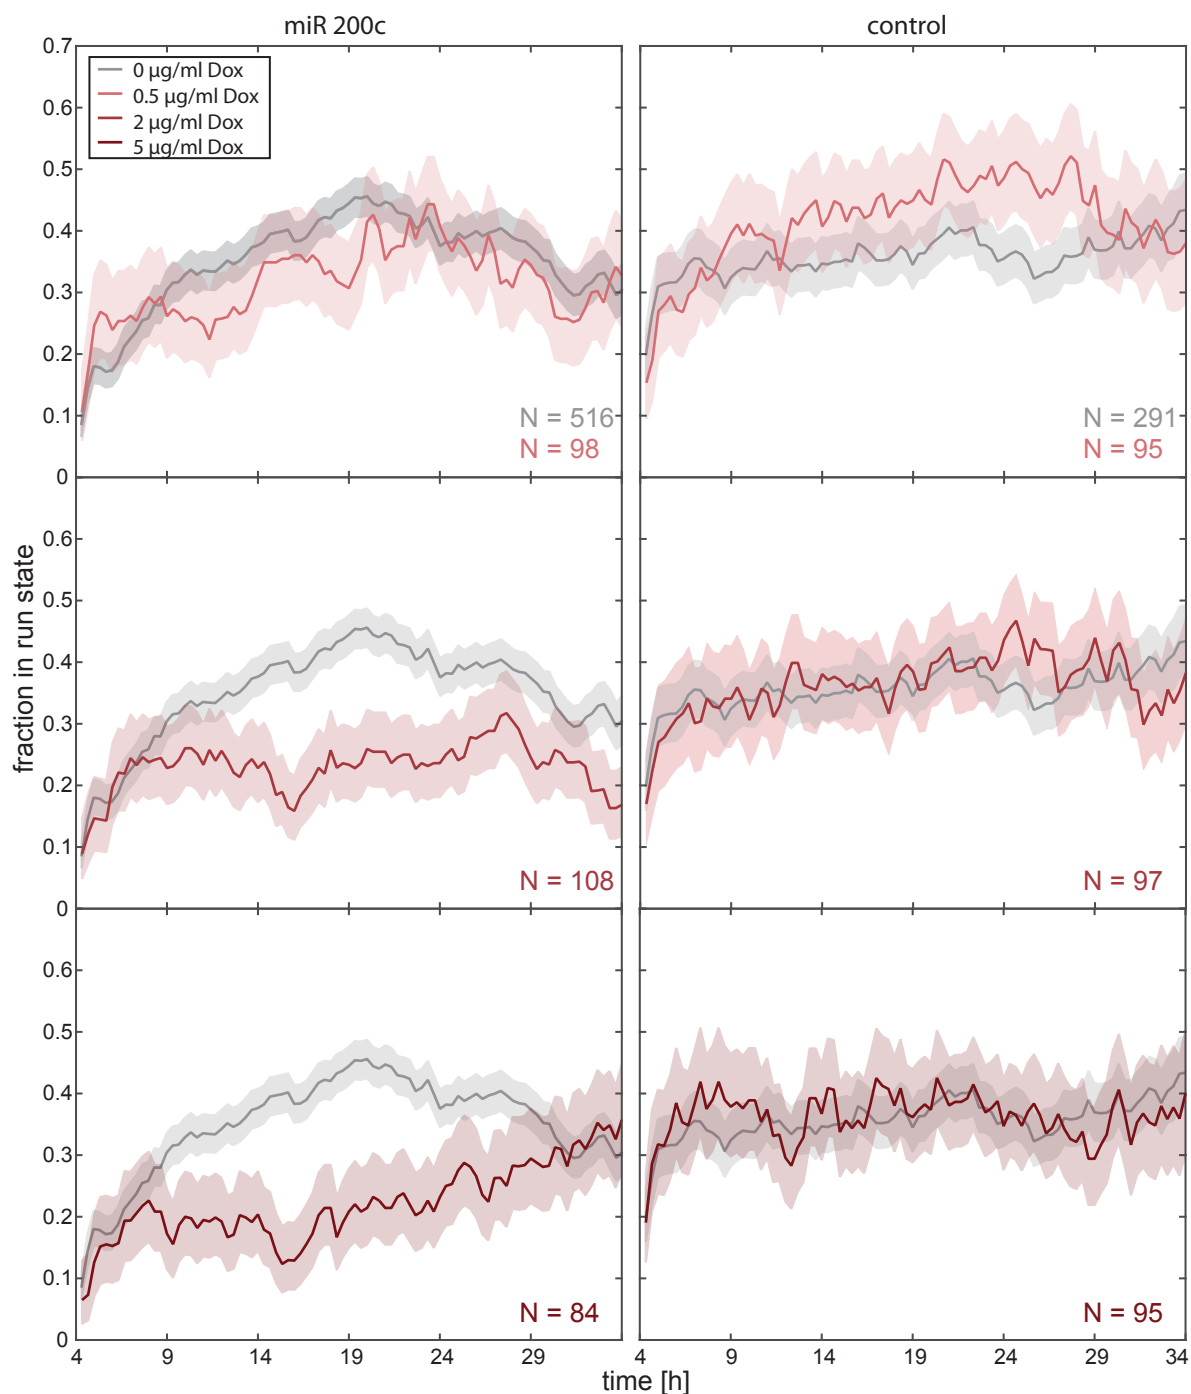 miR 200c
control
0.7
0 µg/ml Dox
0.5 µg/ml Dox
2 µg/ml Dox
5 µg/ml Dox
0.6
0.5
0.4
0.3
0.2
0.1
0
N = 516
N = 98
N = 291
N = 95
fraction in run state
0.6
0.5
0.4
0.3
0.2
0.1
0
N = 108
N = 97
0.6
0.5
0.4
0.3
0.2
0.1
0
N = 84
N = 95
4 9 14 19 24 29
9 14 19 24 29 34
time [h]